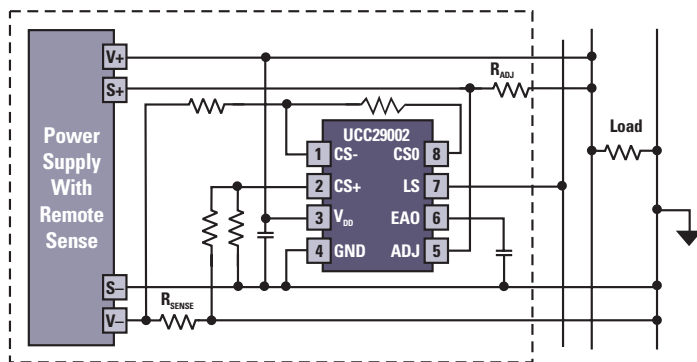 V+
S+
R_ADJ
Power
Supply
With
Remote
Sense
UCC29002
1 CS- CS0 8
2 CS+ LS 7
3 V_DD EAO 6
4 GND ADJ 5
Load
S–
V–
R_SENSE